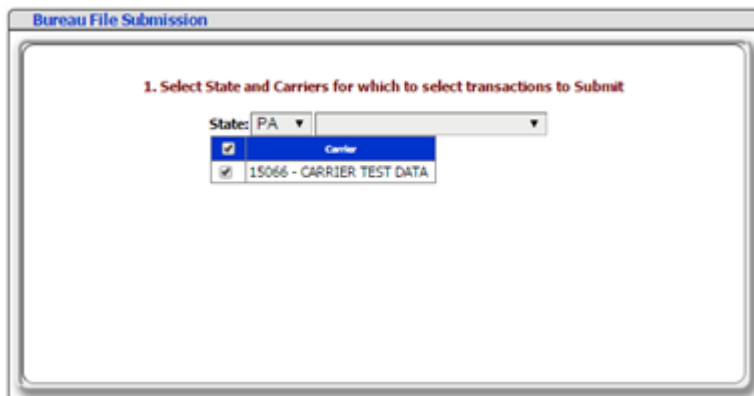 Bureau File Submission
1. Select State and Carriers for which to select transactions to Submit
State: PA
Carrier
15066 - CARRIER TEST DATA